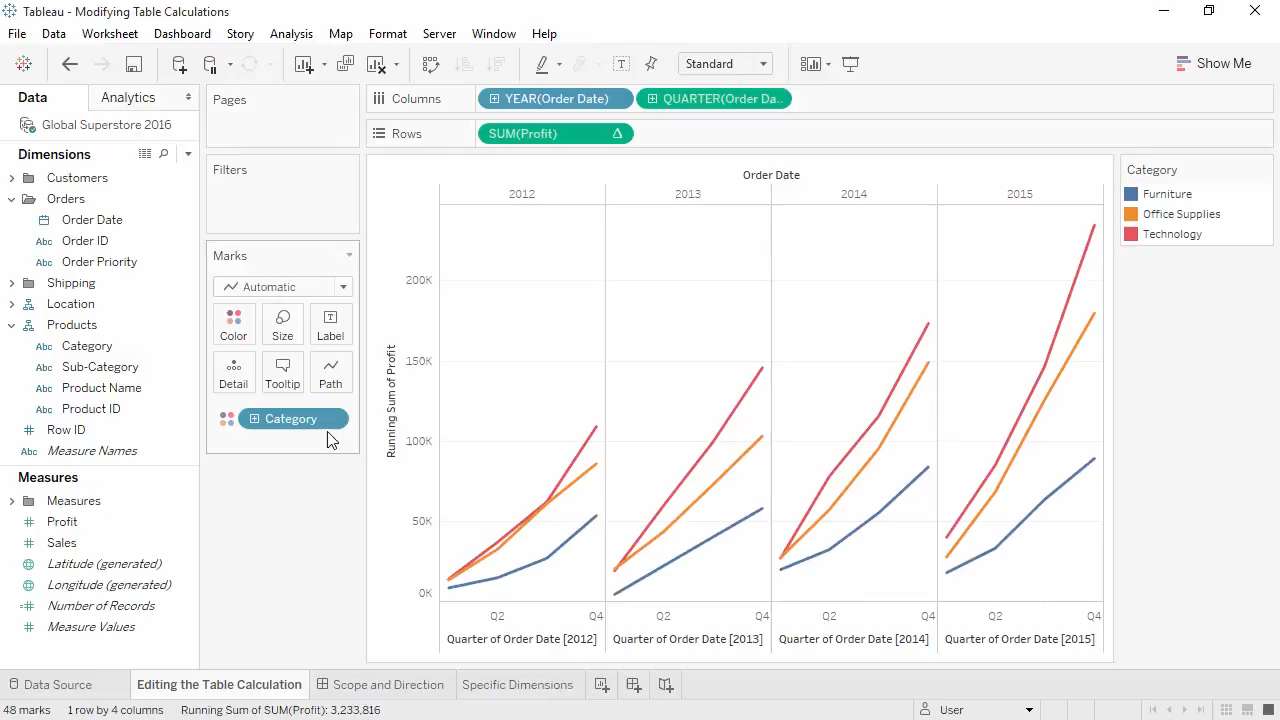 Tableau - Modifying Table Calculations
File Data Worksheet Dashboard Story Analysis Map Format Server Window Help
Standard
Show Me
Data Analytics
Global Superstore 2016
Dimensions
Customers
Orders
Order Date
Abc Order ID
Abc Order Priority
Shipping
Location
Products
Abc Category
Abc Sub-Category
Abc Product Name
Abc Product ID
# Row ID
Abc Measure Names
Measures
Measures
# Profit
# Sales
Latitude (generated)
Longitude (generated)
=# Number of Records
# Measure Values
Pages
Filters
Marks
Automatic
Color Size Label
Detail Tooltip Path
Category
Columns YEAR(Order Date) QUARTER(Order Da..
Rows SUM(Profit) Δ
Order Date
2012 2013 2014 2015
Running Sum of Profit
200K
150K
100K
50K
0K
Q2 Q4 Q2 Q4 Q2 Q4 Q2 Q4
Quarter of Order Date [2012] Quarter of Order Date [2013] Quarter of Order Date [2014] Quarter of Order Date [2015]
Category
Furniture
Office Supplies
Technology
Data Source Editing the Table Calculation Scope and Direction Specific Dimensions
48 marks 1 row by 4 columns Running Sum of SUM(Profit): 3,233,816 User